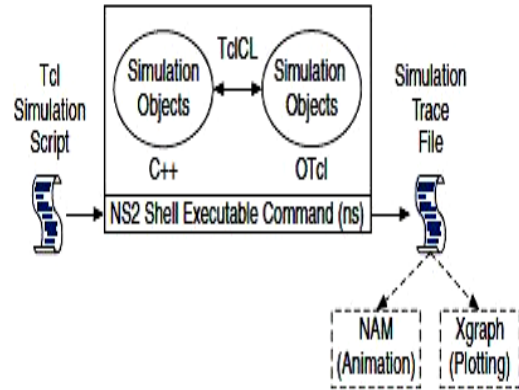 Tcl
Simulation
Script
TclCL
Simulation
Objects
C++
Simulation
Objects
OTcl
NS2 Shell Executable Command (ns)
Simulation
Trace
File
NAM
(Animation)
Xgraph
(Plotting)